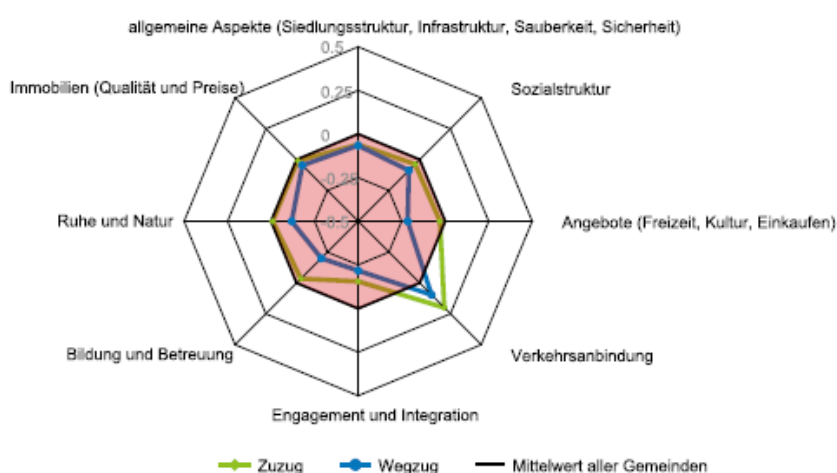 allgemeine Aspekte (Siedlungsstruktur, Infrastruktur, Sauberkeit, Sicherheit)
0.5
Immobilien (Qualität und Preise)
0.25
Sozialstruktur
0
-0.25
Ruhe und Natur
-0.5
Angebote (Freizeit, Kultur, Einkaufen)
Bildung und Betreuung
Verkehrsanbindung
Engagement und Integration
Zuzug
Wegzug
Mittelwert aller Gemeinden